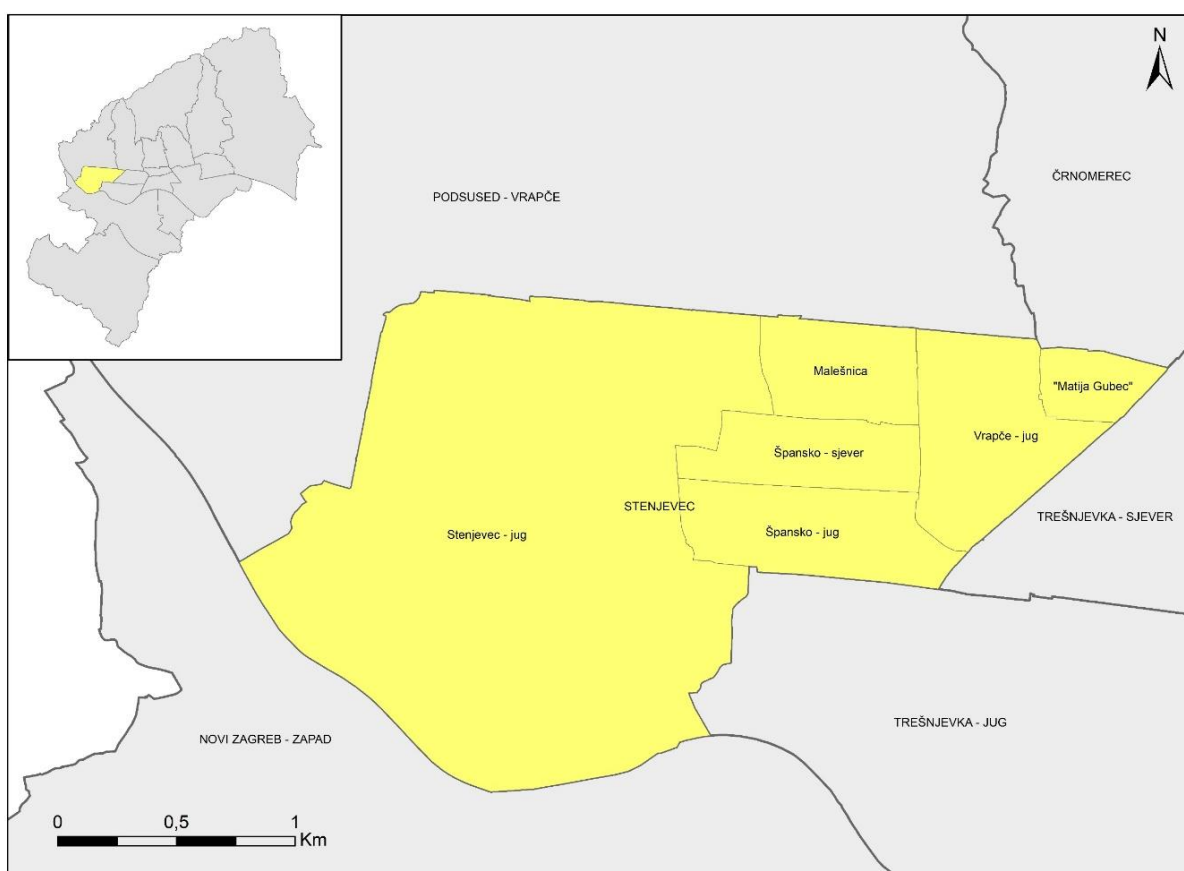 N
ČRNOMEREC
PODSUSED - VRAPČE
Malešnica
"Matija Gubec"
Vrapče - jug
Špansko - sjever
STENJEVEC
TREŠNJEVKA - SJEVER
Stenjevec - jug
Špansko - jug
TREŠNJEVKA - JUG
NOVI ZAGREB - ZAPAD
0 0,5 1
Km